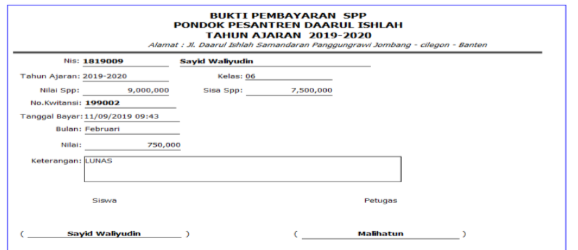 BUKTI PEMBAYARAN SPP
PONDOK PESANTREN DAARUL ISHLAH
TAHUN AJARAN 2019-2020
Alamat : Jl. Daarul Ishlah Samandaran Panggungrawi Jombang - cilegon - Banten
Nis: 1819009 Sayid Waliyudin
Tahun Ajaran: 2019-2020 Kelas: 06
Nilai Spp: 9,000,000 Sisa Spp: 7,500,000
No.Kwitansi: 199002
Tanggal Bayar: 11/09/2019 09:43
Bulan: Februari
Nilai: 750,000
Keterangan: LUNAS
Siswa Petugas
( Sayid Waliyudin ) ( Malihatun )